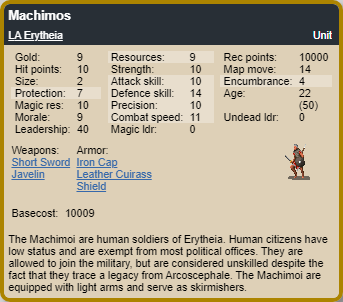 Machimos
LA Erytheia Unit
Gold: 9 Resources: 9 Rec points: 10000
Hit points: 10 Strength: 10 Map move: 14
Size: 2 Attack skill: 10 Encumbrance: 4
Protection: 7 Defence skill: 14 Age: 22
Magic res: 10 Precision: 10 (50)
Morale: 9 Combat speed: 11 Undead ldr: 0
Leadership: 40 Magic ldr: 0
Weapons: Armor:
Short Sword Iron Cap
Javelin Leather Cuirass
Shield
Basecost: 10009
The Machimoi are human soldiers of Erytheia. Human citizens have
low status and are exempt from most political offices. They are
allowed to join the military, but are considered unskilled despite the
fact that they trace a legacy from Arcoscephale. The Machimoi are
equipped with light arms and serve as skirmishers.